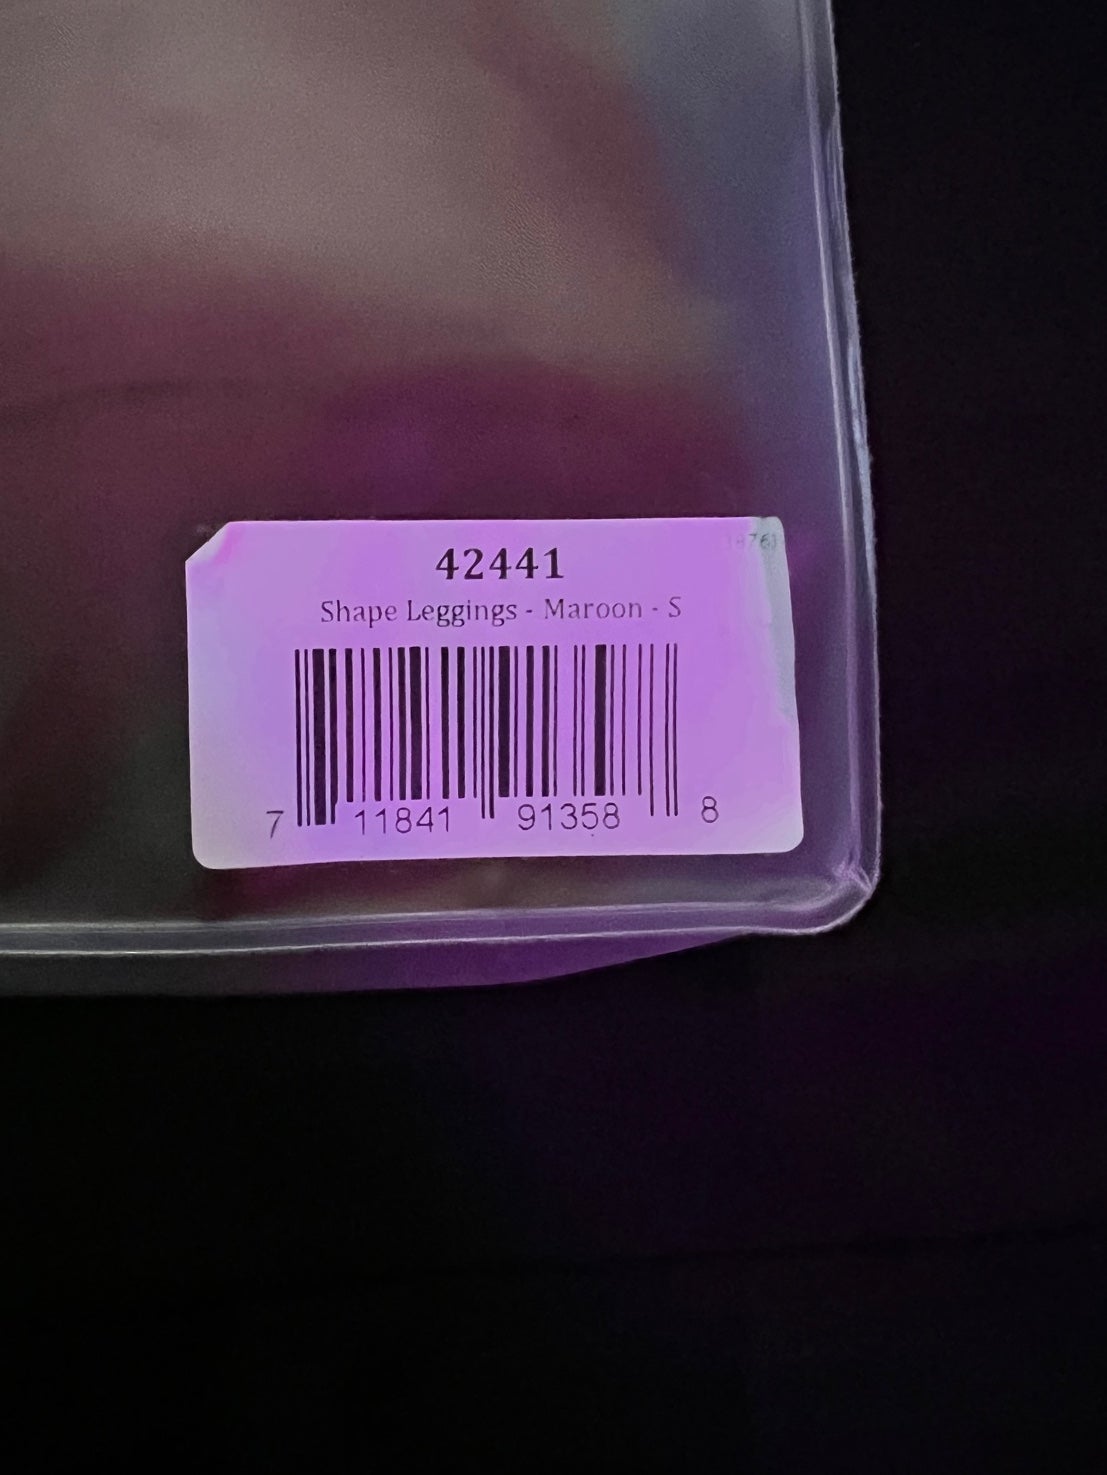 42441
Shape Leggings - Maroon - S
7 11841 91358 8